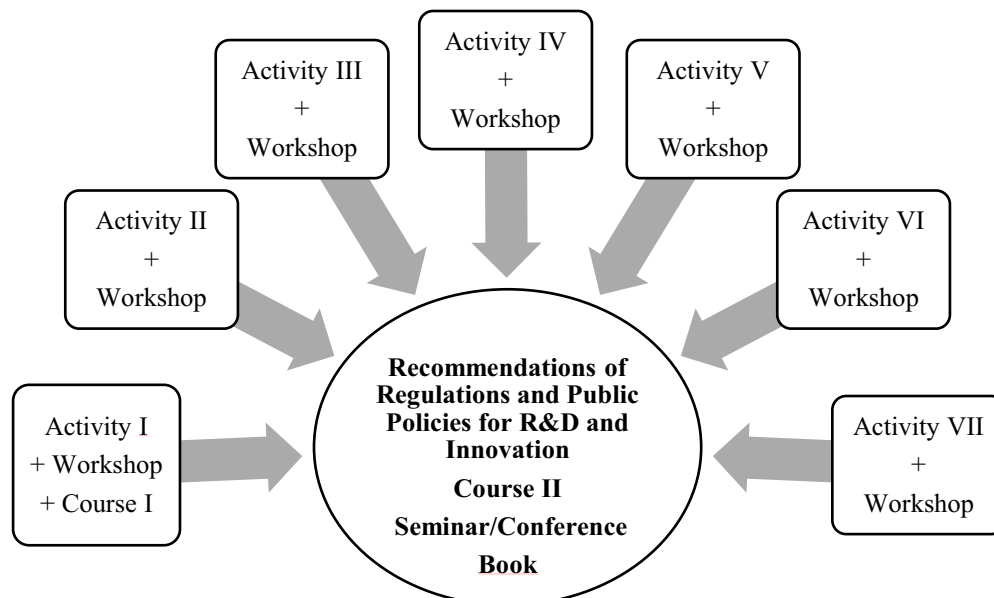 Activity I
+ Workshop
+ Course I
Activity II
+
Workshop
Activity III
+
Workshop
Activity IV
+
Workshop
Activity V
+
Workshop
Activity VI
+
Workshop
Activity VII
+
Workshop
Recommendations of
Regulations and Public
Policies for R&D and
Innovation
Course II
Seminar/Conference
Book